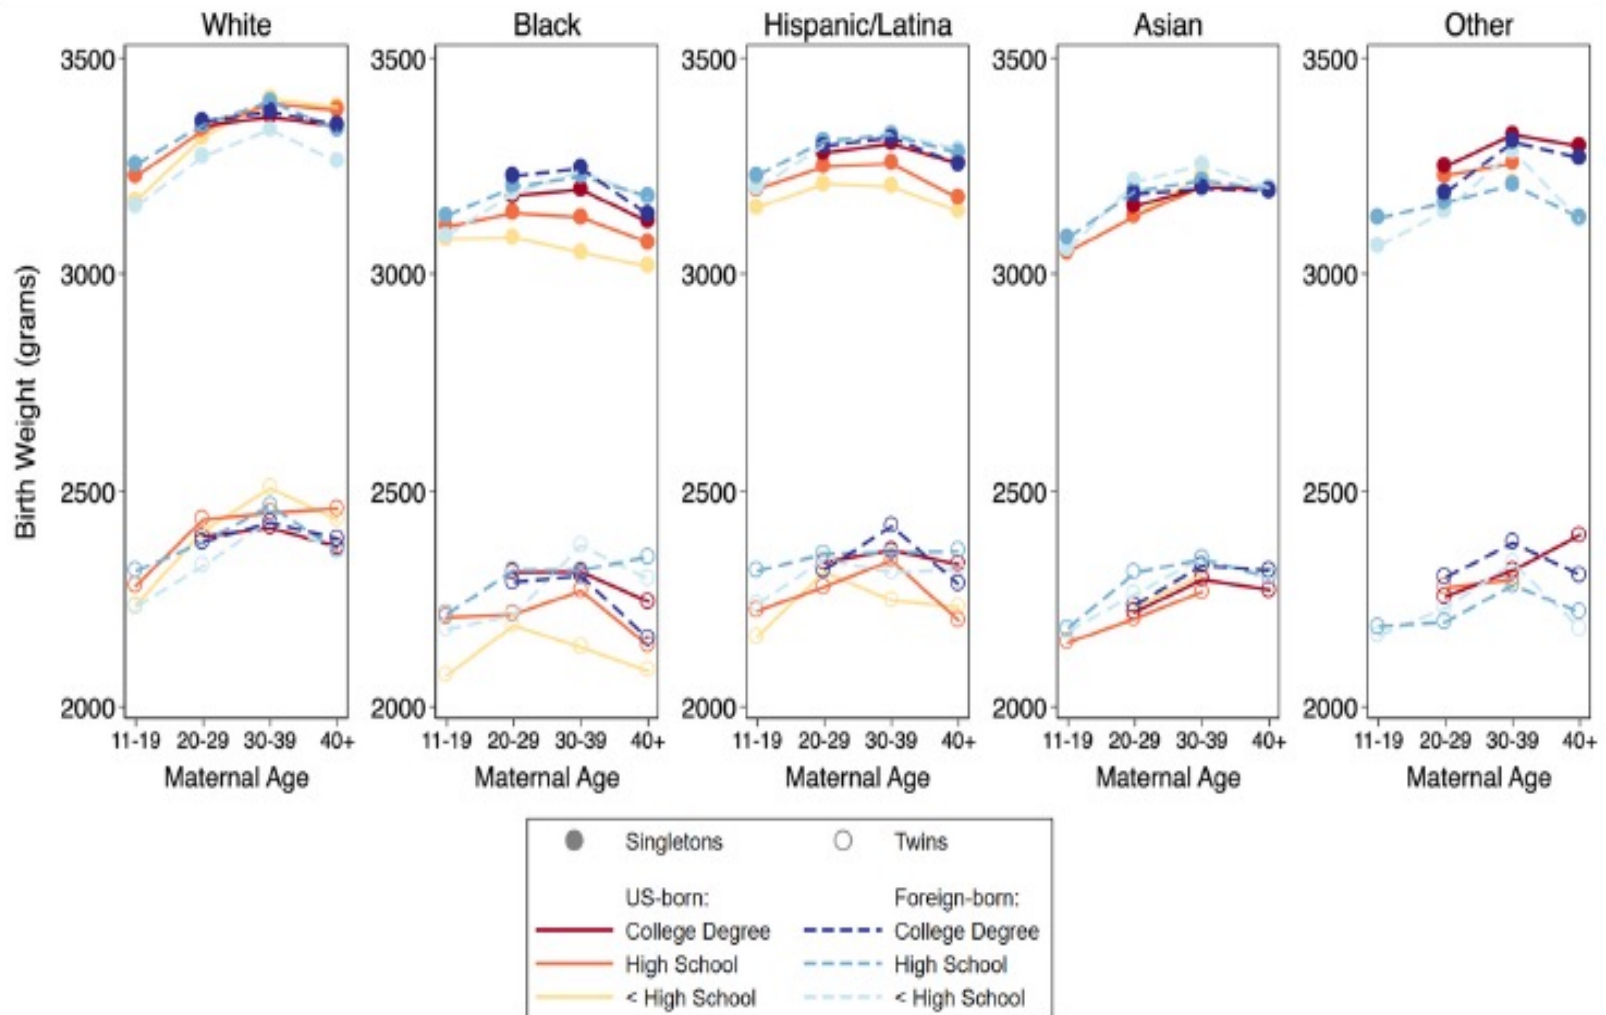 White Black Hispanic/Latina Asian Other
3500 3500 3500 3500 3500
3000 3000 3000 3000 3000
2500 2500 2500 2500 2500
2000 2000 2000 2000 2000
Birth Weight (grams)
11-19 20-29 30-39 40+ 11-19 20-29 30-39 40+ 11-19 20-29 30-39 40+ 11-19 20-29 30-39 40+ 11-19 20-29 30-39 40+
Maternal Age Maternal Age Maternal Age Maternal Age Maternal Age
Singletons Twins
US-born: Foreign-born:
College Degree College Degree
High School High School
< High School < High School